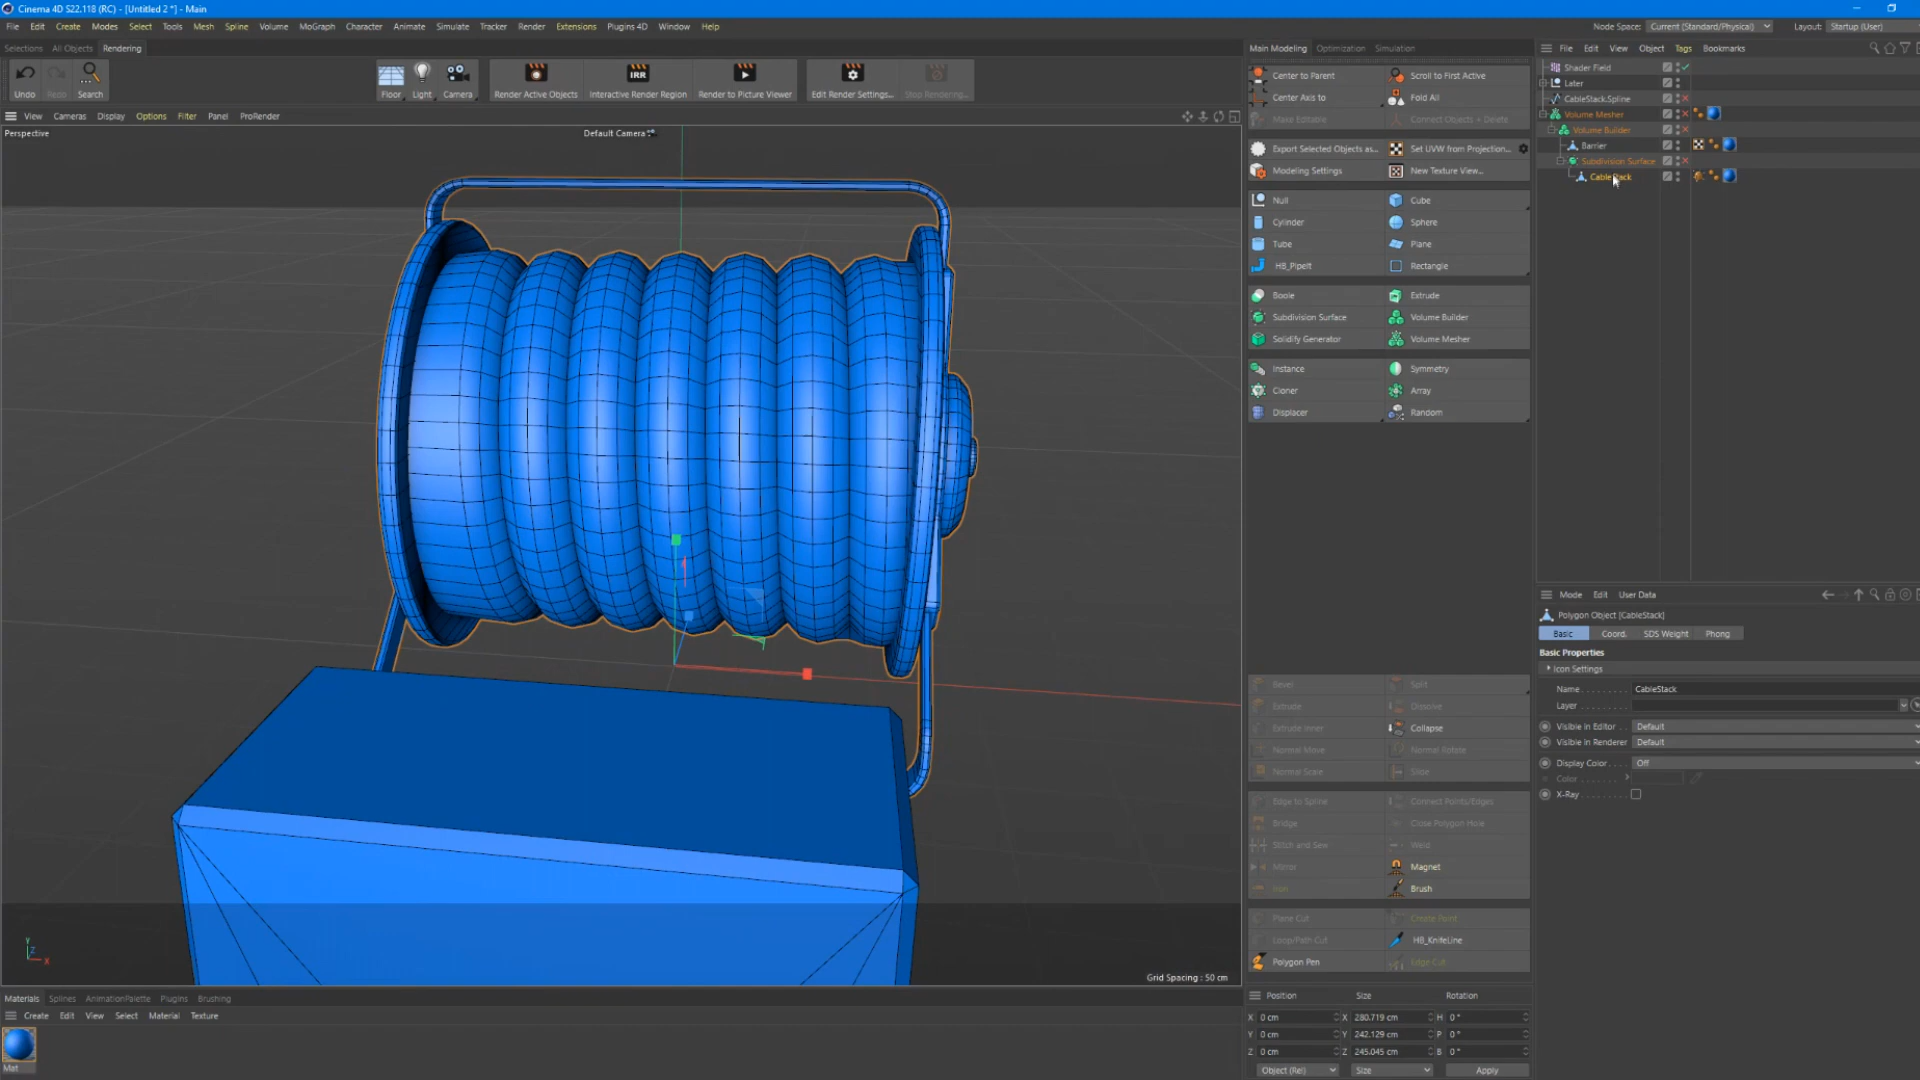 Cinema 4D S22.118 (RC) - [Untitled 2 *] - Main
File Edit Create Modes Select Tools Mesh Spline Volume MoGraph Character Animate Simulate Tracker Render Extensions Plugins 4D Window Help
Node Space: Current (Standard/Physical) Layout: Startup (User)
Selections All Objects Rendering
Undo Redo Search
Floor Light Camera
Render Active Objects Interactive Render Region Render to Picture Viewer
Edit Render Settings... Stop Rendering...
IRR
View Cameras Display Options Filter Panel ProRender
Perspective
Default Camera
Grid Spacing : 50 cm
Y
Z
X
Materials Splines AnimationPalette Plugins Brushing
Create Edit View Select Material Texture
Mat
Main Modeling Optimization Simulation
Center to Parent Scroll to First Active
Center Axis to Fold All
Make Editable Connect Objects + Delete
Export Selected Objects as... Set UVW from Projection...
Modeling Settings New Texture View...
Null Cube
Cylinder Sphere
Tube Plane
HB_PipeIt Rectangle
Boole Extrude
Subdivision Surface Volume Builder
Solidify Generator Volume Mesher
Instance Symmetry
Cloner Array
Displacer Random
Bevel Split
Extrude Dissolve
Extrude Inner Collapse
Normal Move Normal Rotate
Normal Scale Slide
Edge to Spline Connect Points/Edges
Bridge Close Polygon Hole
Stitch and Sew Weld
Mirror Magnet
Iron Brush
Plane Cut Create Point
Loop/Path Cut HB_KnifeLine
Polygon Pen Edge Cut
Position Size Rotation
X 0 cm X 280.719 cm H 0 °
Y 0 cm Y 242.129 cm P 0 °
Z 0 cm Z 245.045 cm B 0 °
Object (Rel) Size Apply
File Edit View Object Tags Bookmarks
Shader Field
Later
CableStack.Spline
Volume Mesher
Volume Builder
Barrier
Subdivision Surface
CableStack
Mode Edit User Data
Polygon Object [CableStack]
Basic Coord. SDS Weight Phong
Basic Properties
Icon Settings
Name CableStack
Layer
Visible in Editor Default
Visible in Renderer Default
Display Color Off
Color
X-Ray